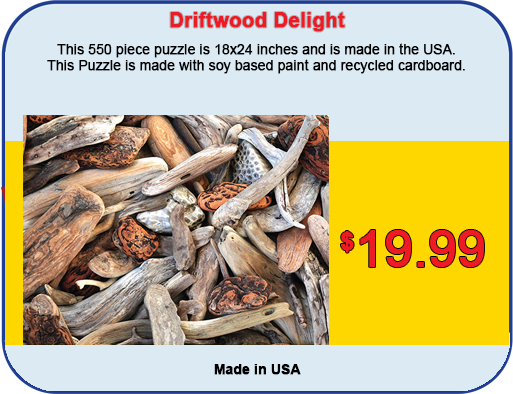 Driftwood Delight
This 550 piece puzzle is 18x24 inches and is made in the USA.
This Puzzle is made with soy based paint and recycled cardboard.
$19.99
Made in USA